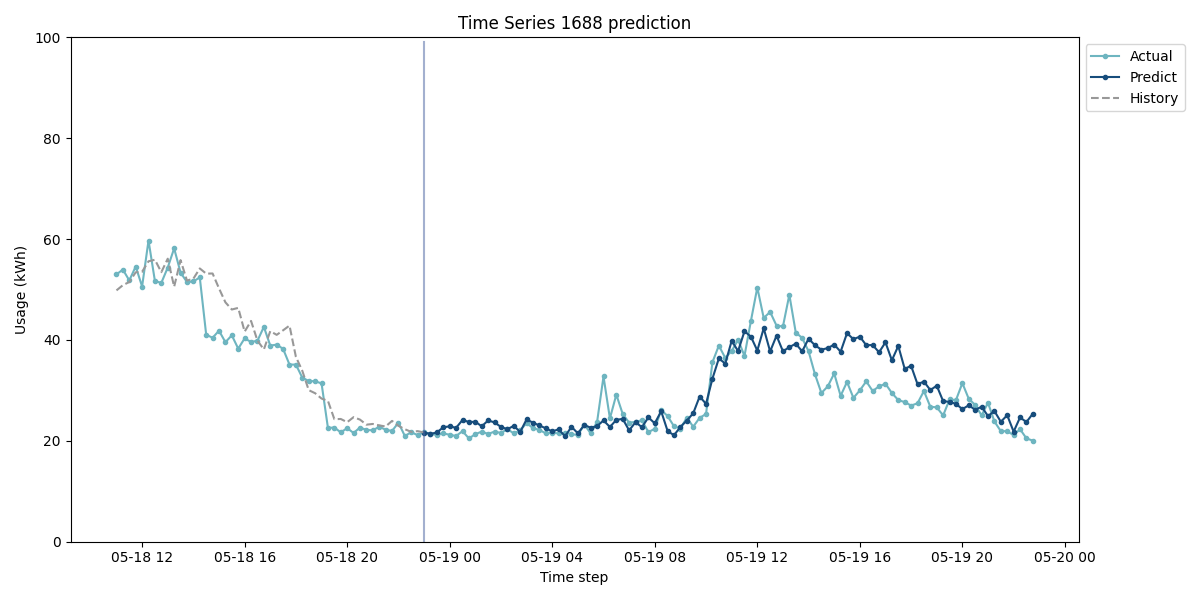 Time Series 1688 prediction
100
80
60
40
20
0
Usage (kWh)
05-18 12 05-18 16 05-18 20 05-19 00 05-19 04 05-19 08 05-19 12 05-19 16 05-19 20 05-20 00
Time step
Actual
Predict
History